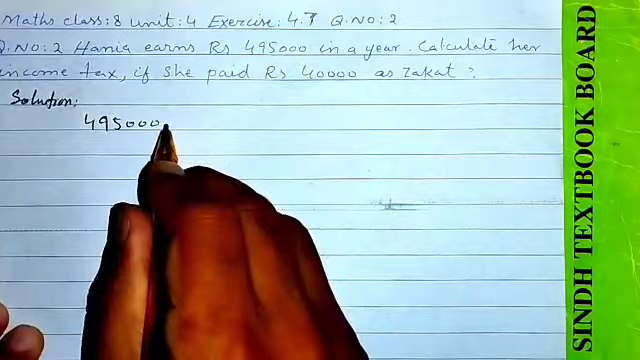 Maths class:8 Unit:4 Exercise:4.7 Q.NO:2
Q.NO:2 Hania earns Rs 495000 in a year. Calculate her
income tax, if she paid Rs 40000 as Zakat?
Solution:
495000
SINDH TEXTBOOK BOARD